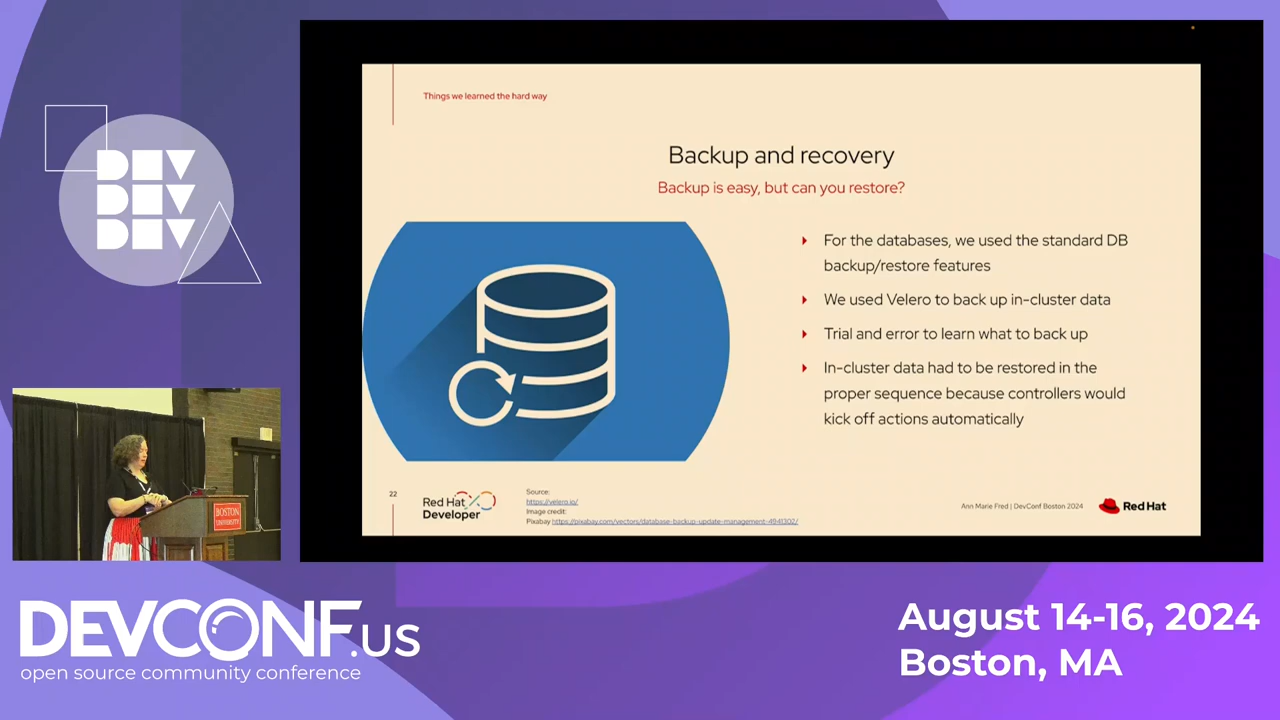 DEV
DEV
DEV
Things we learned the hard way
Backup and recovery
Backup is easy, but can you restore?
For the databases, we used the standard DB
backup/restore features
We used Velero to back up in-cluster data
Trial and error to learn what to back up
In-cluster data had to be restored in the
proper sequence because controllers would
kick off actions automatically
22
Red Hat
Developer
Source:
https://velero.io/
Image credit:
Pixabay https://pixabay.com/vectors/database-backup-update-management-4941302/
Ann Marie Fred | DevConf Boston 2024
Red Hat
BOSTON
UNIVERSITY
DEVCONF.US
open source community conference
August 14-16, 2024
Boston, MA